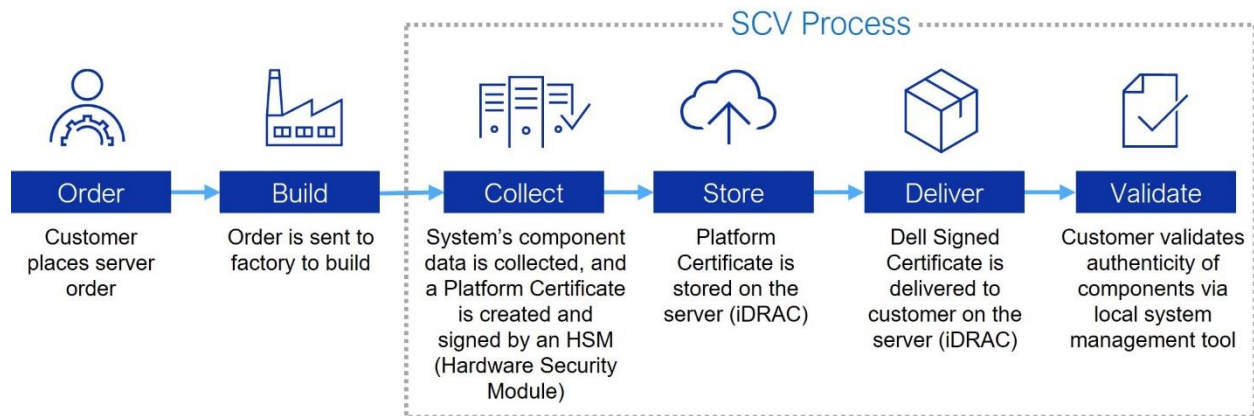 SCV Process
Order
Customer
places server
order
Build
Order is sent to
factory to build
Collect
System's component
data is collected, and
a Platform Certificate
is created and
signed by an HSM
(Hardware Security
Module)
Store
Platform
Certificate is
stored on the
server (iDRAC)
Deliver
Dell Signed
Certificate is
delivered to
customer on the
server (iDRAC)
Validate
Customer validates
authenticity of
components via
local system
management tool